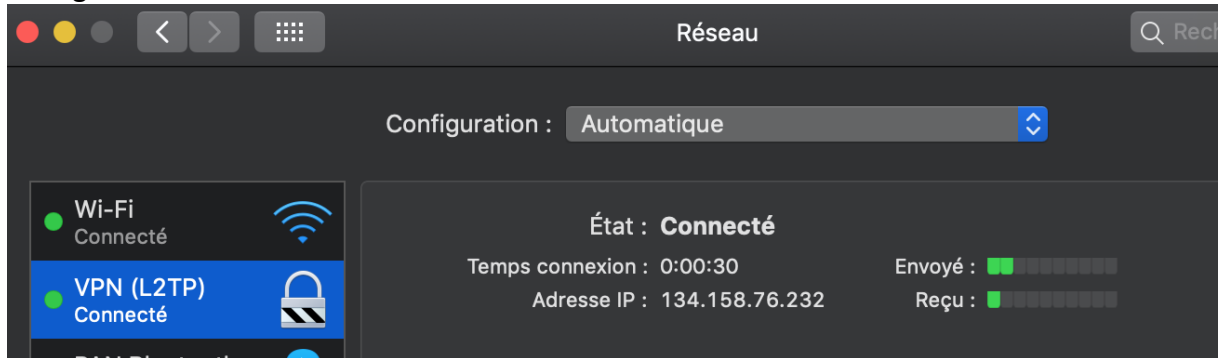 Réseau
Rech
Configuration : Automatique
Wi-Fi
Connecté
VPN (L2TP)
Connecté
État : Connecté
Temps connexion : 0:00:30 Envoyé :
Adresse IP : 134.158.76.232 Reçu :